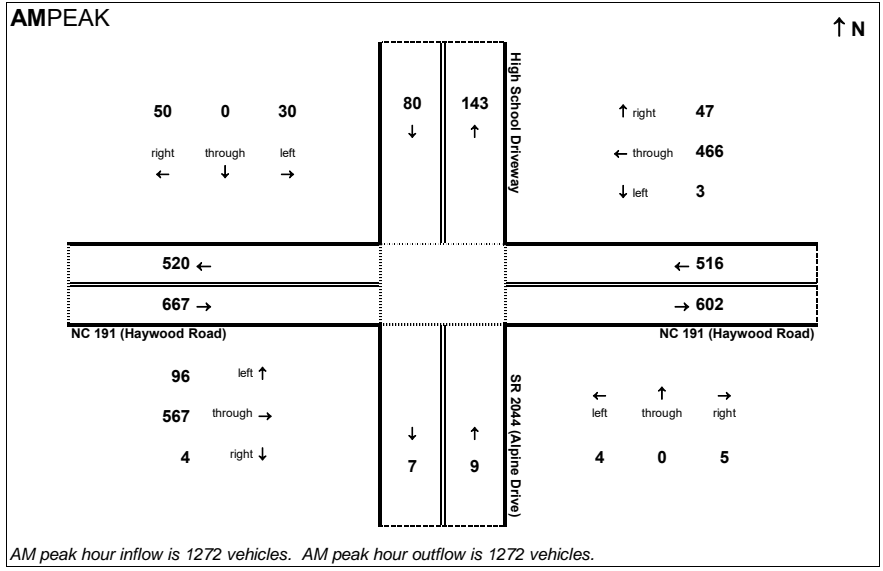 AMPEAK
↑ N
High School Driveway
80 143
↓ ↑
50 0 30
right through left
← ↓ →
↑ right 47
← through 466
↓ left 3
520 ←
← 516
667 →
→ 602
NC 191 (Haywood Road)
NC 191 (Haywood Road)
96 left ↑
567 through →
4 right ↓
↓ ↑
7 9
SR 2044 (Alpine Drive)
← ↑ →
left through right
4 0 5
AM peak hour inflow is 1272 vehicles. AM peak hour outflow is 1272 vehicles.